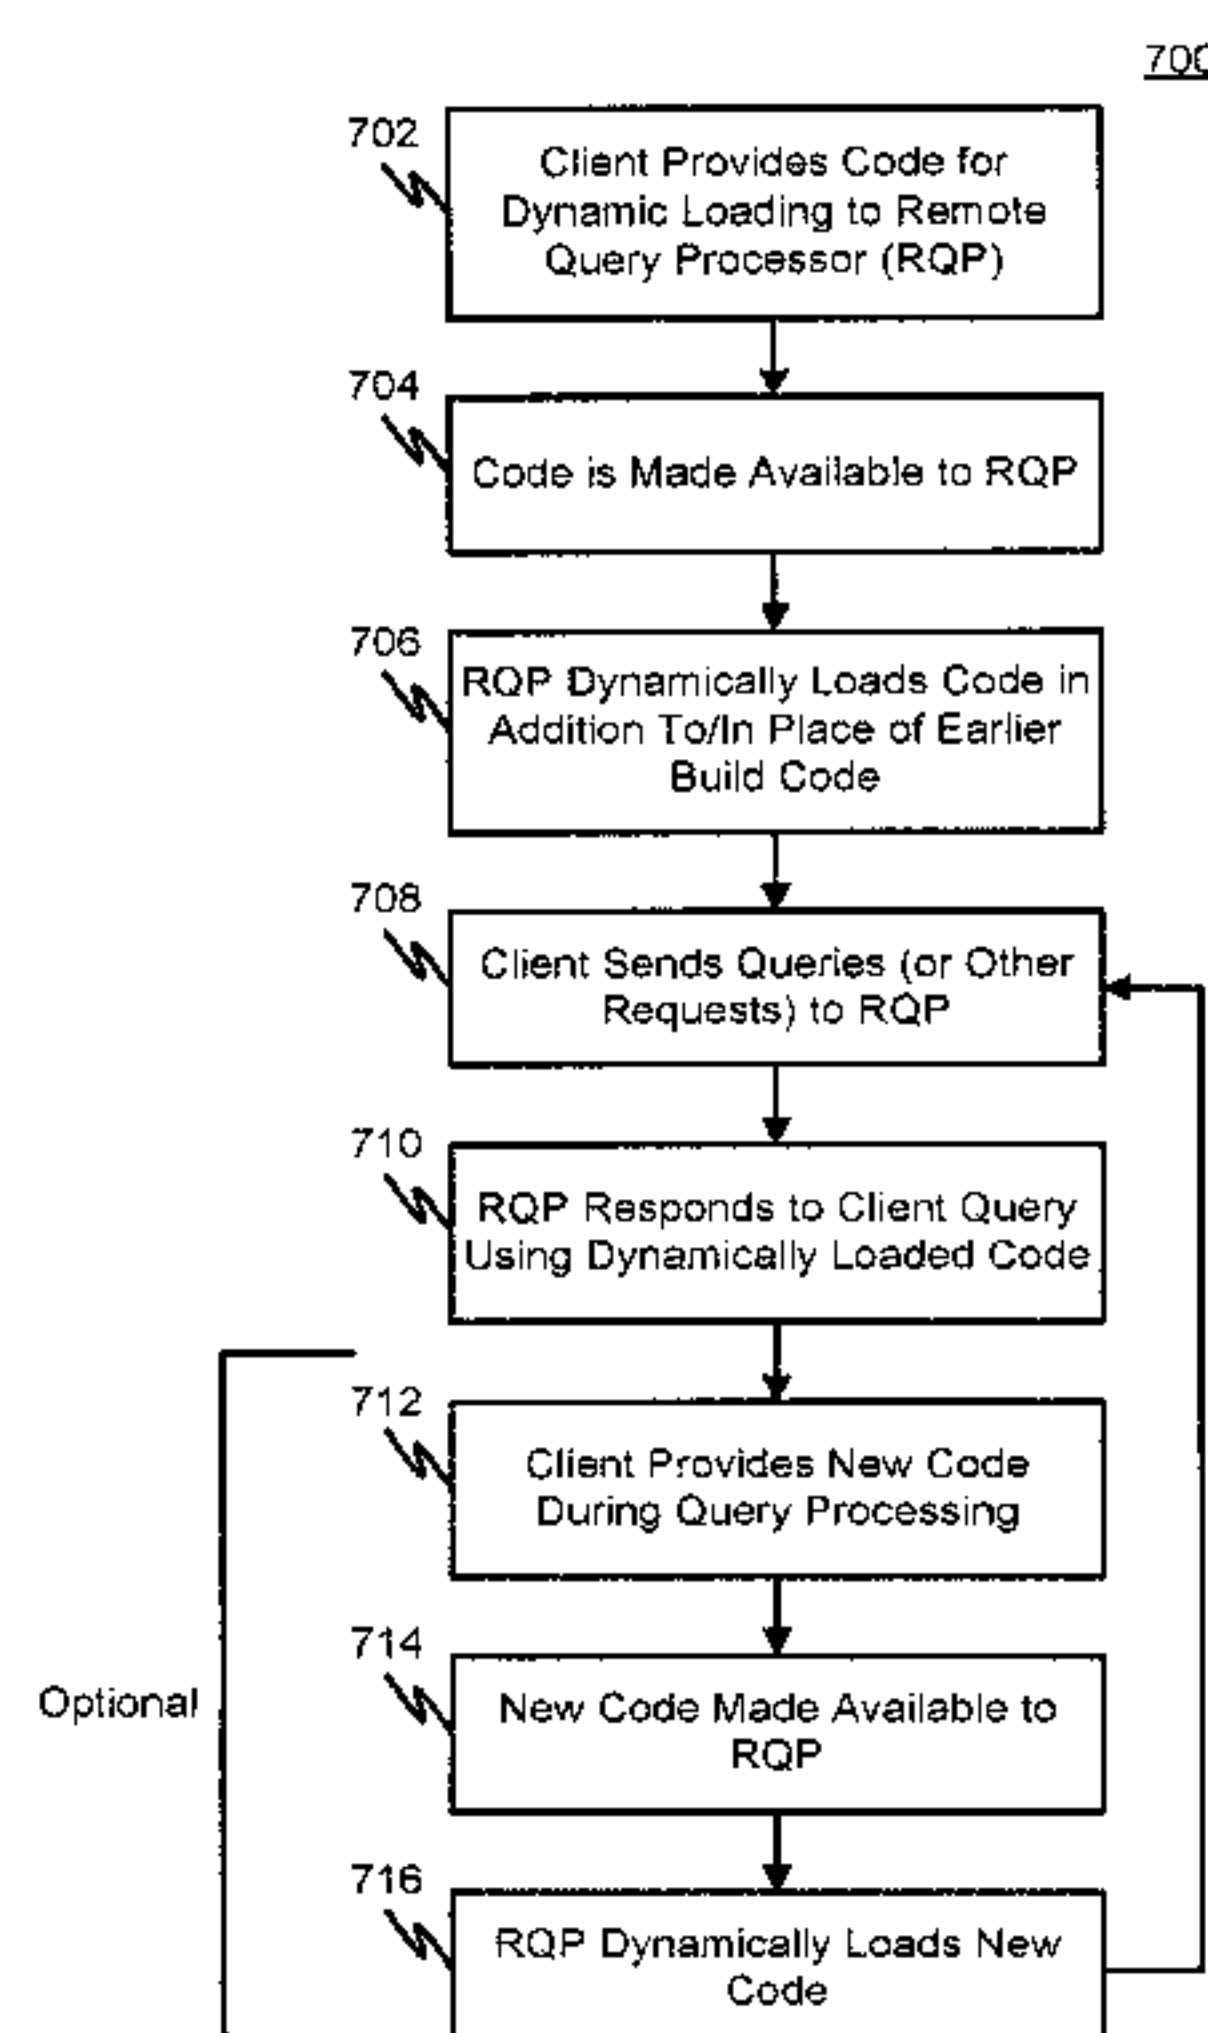 700
702
Client Provides Code for
Dynamic Loading to Remote
Query Processor (RQP)
704
Code is Made Available to RQP
706
RQP Dynamically Loads Code in
Addition To/In Place of Earlier
Build Code
708
Client Sends Queries (or Other
Requests) to RQP
710
RQP Responds to Client Query
Using Dynamically Loaded Code
712
Client Provides New Code
During Query Processing
714
New Code Made Available to
RQP
Optional
716
RQP Dynamically Loads New
Code